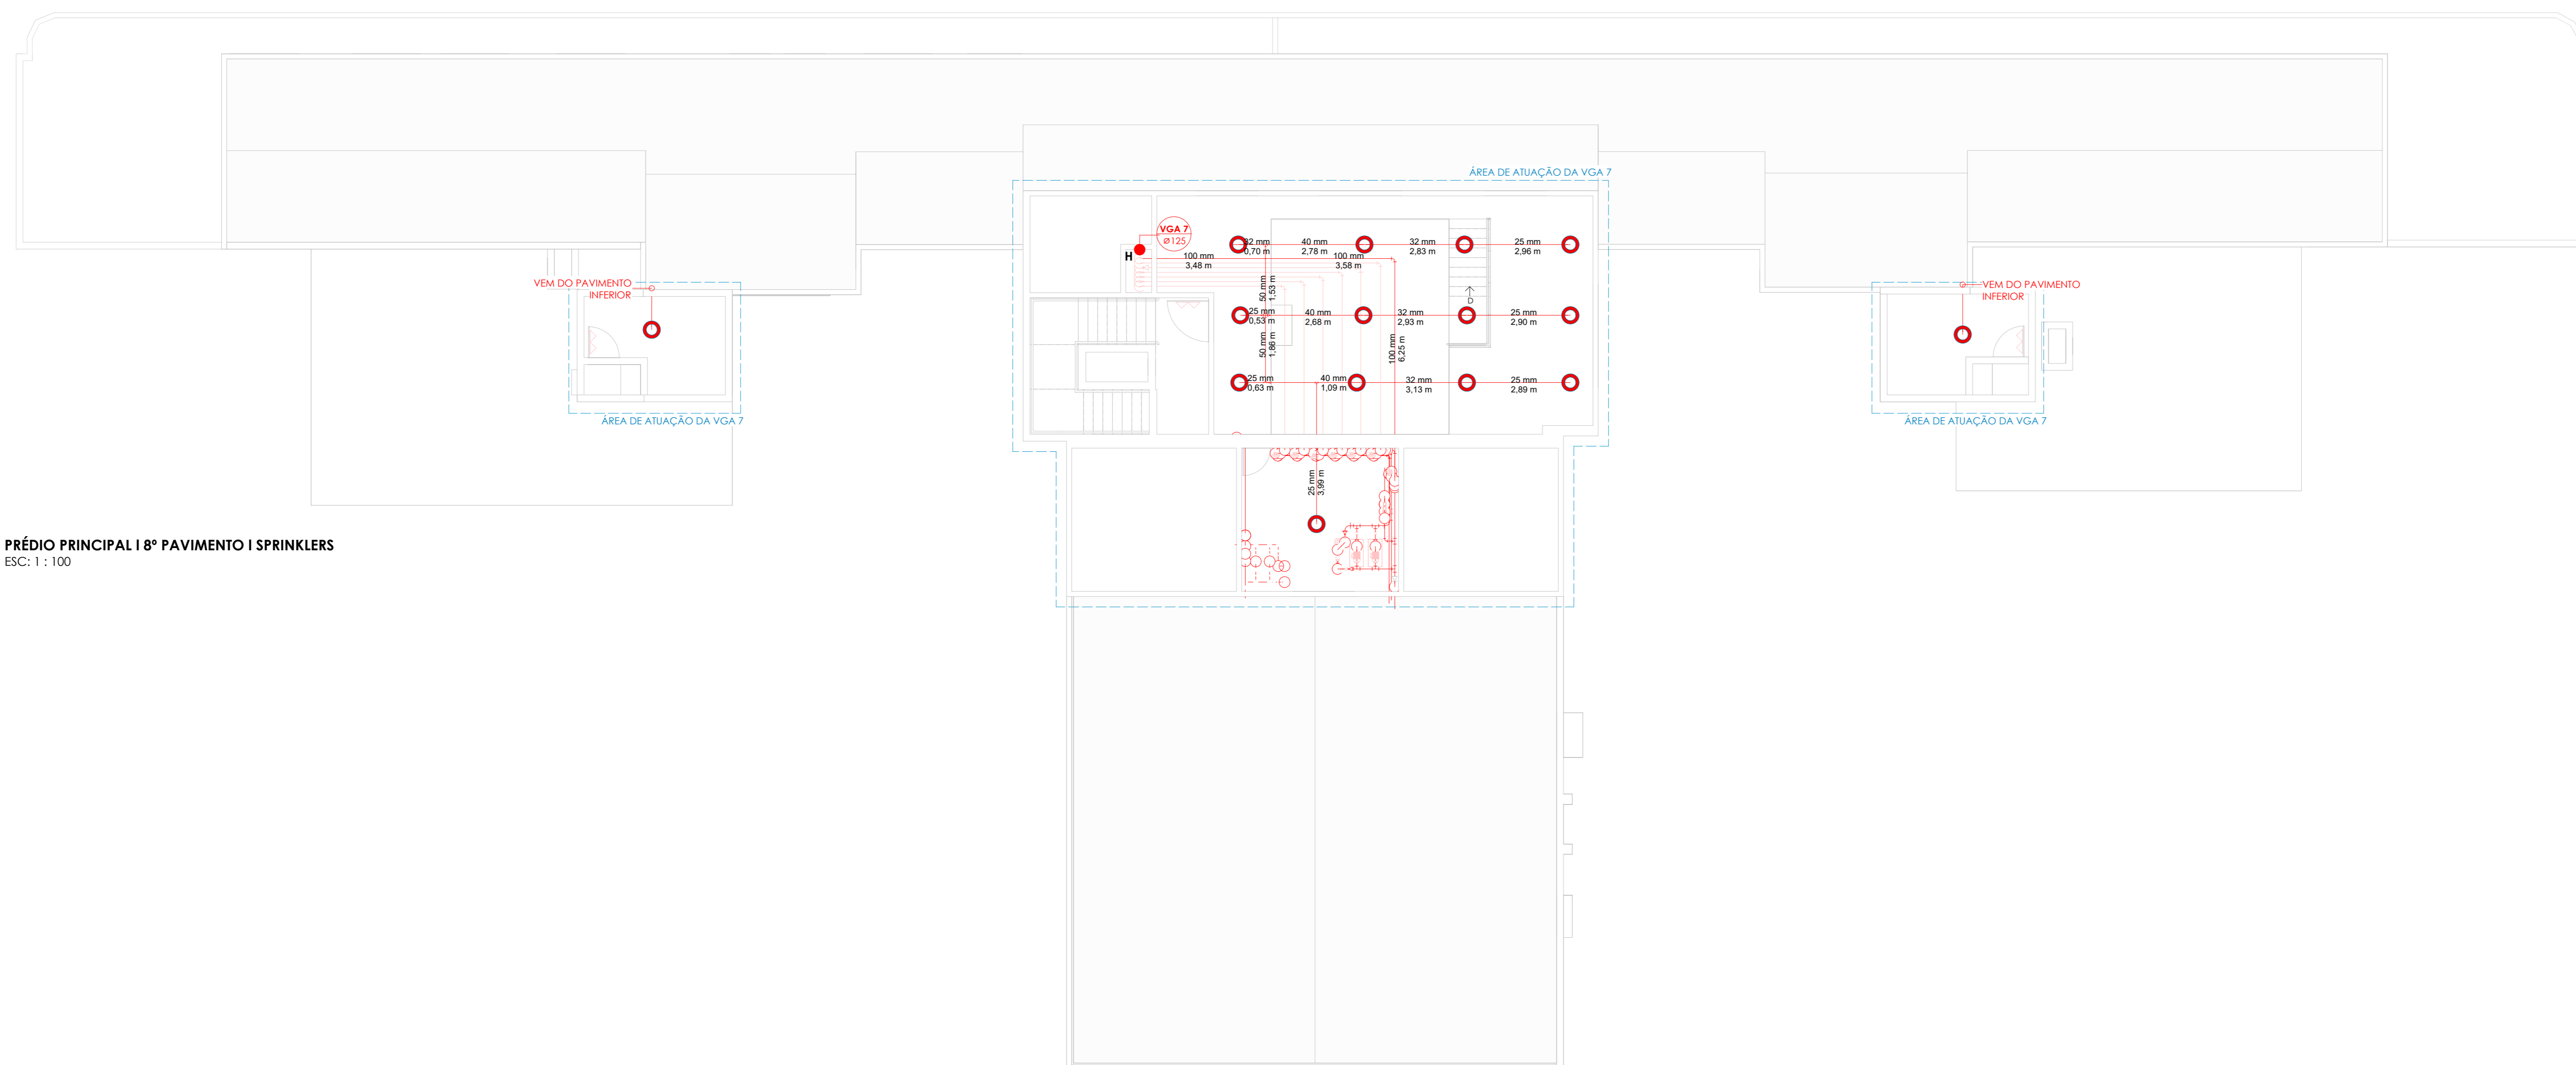 ÁREA DE ATUAÇÃO DA VGA 7
VGA 7
Ø125
H
32 mm
0,70 m
40 mm
2,78 m
32 mm
2,83 m
25 mm
2,96 m
100 mm
3,48 m
100 mm
3,58 m
50 mm
1,53 m
VEM DO PAVIMENTO
INFERIOR
VEM DO PAVIMENTO
INFERIOR
D
25 mm
0,53 m
40 mm
2,68 m
32 mm
2,93 m
25 mm
2,90 m
50 mm
1,86 m
100 mm
6,25 m
25 mm
0,63 m
40 mm
1,09 m
32 mm
3,13 m
25 mm
2,89 m
ÁREA DE ATUAÇÃO DA VGA 7
ÁREA DE ATUAÇÃO DA VGA 7
25 mm
3,99 m
PRÉDIO PRINCIPAL I 8º PAVIMENTO I SPRINKLERS
ESC: 1 : 100